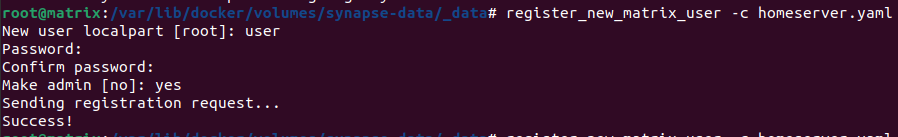 root@matrix:/var/lib/docker/volumes/synapse-data/_data# register_new_matrix_user -c homeserver.yaml
New user localpart [root]: user
Password:
Confirm password:
Make admin [no]: yes
Sending registration request...
Success!